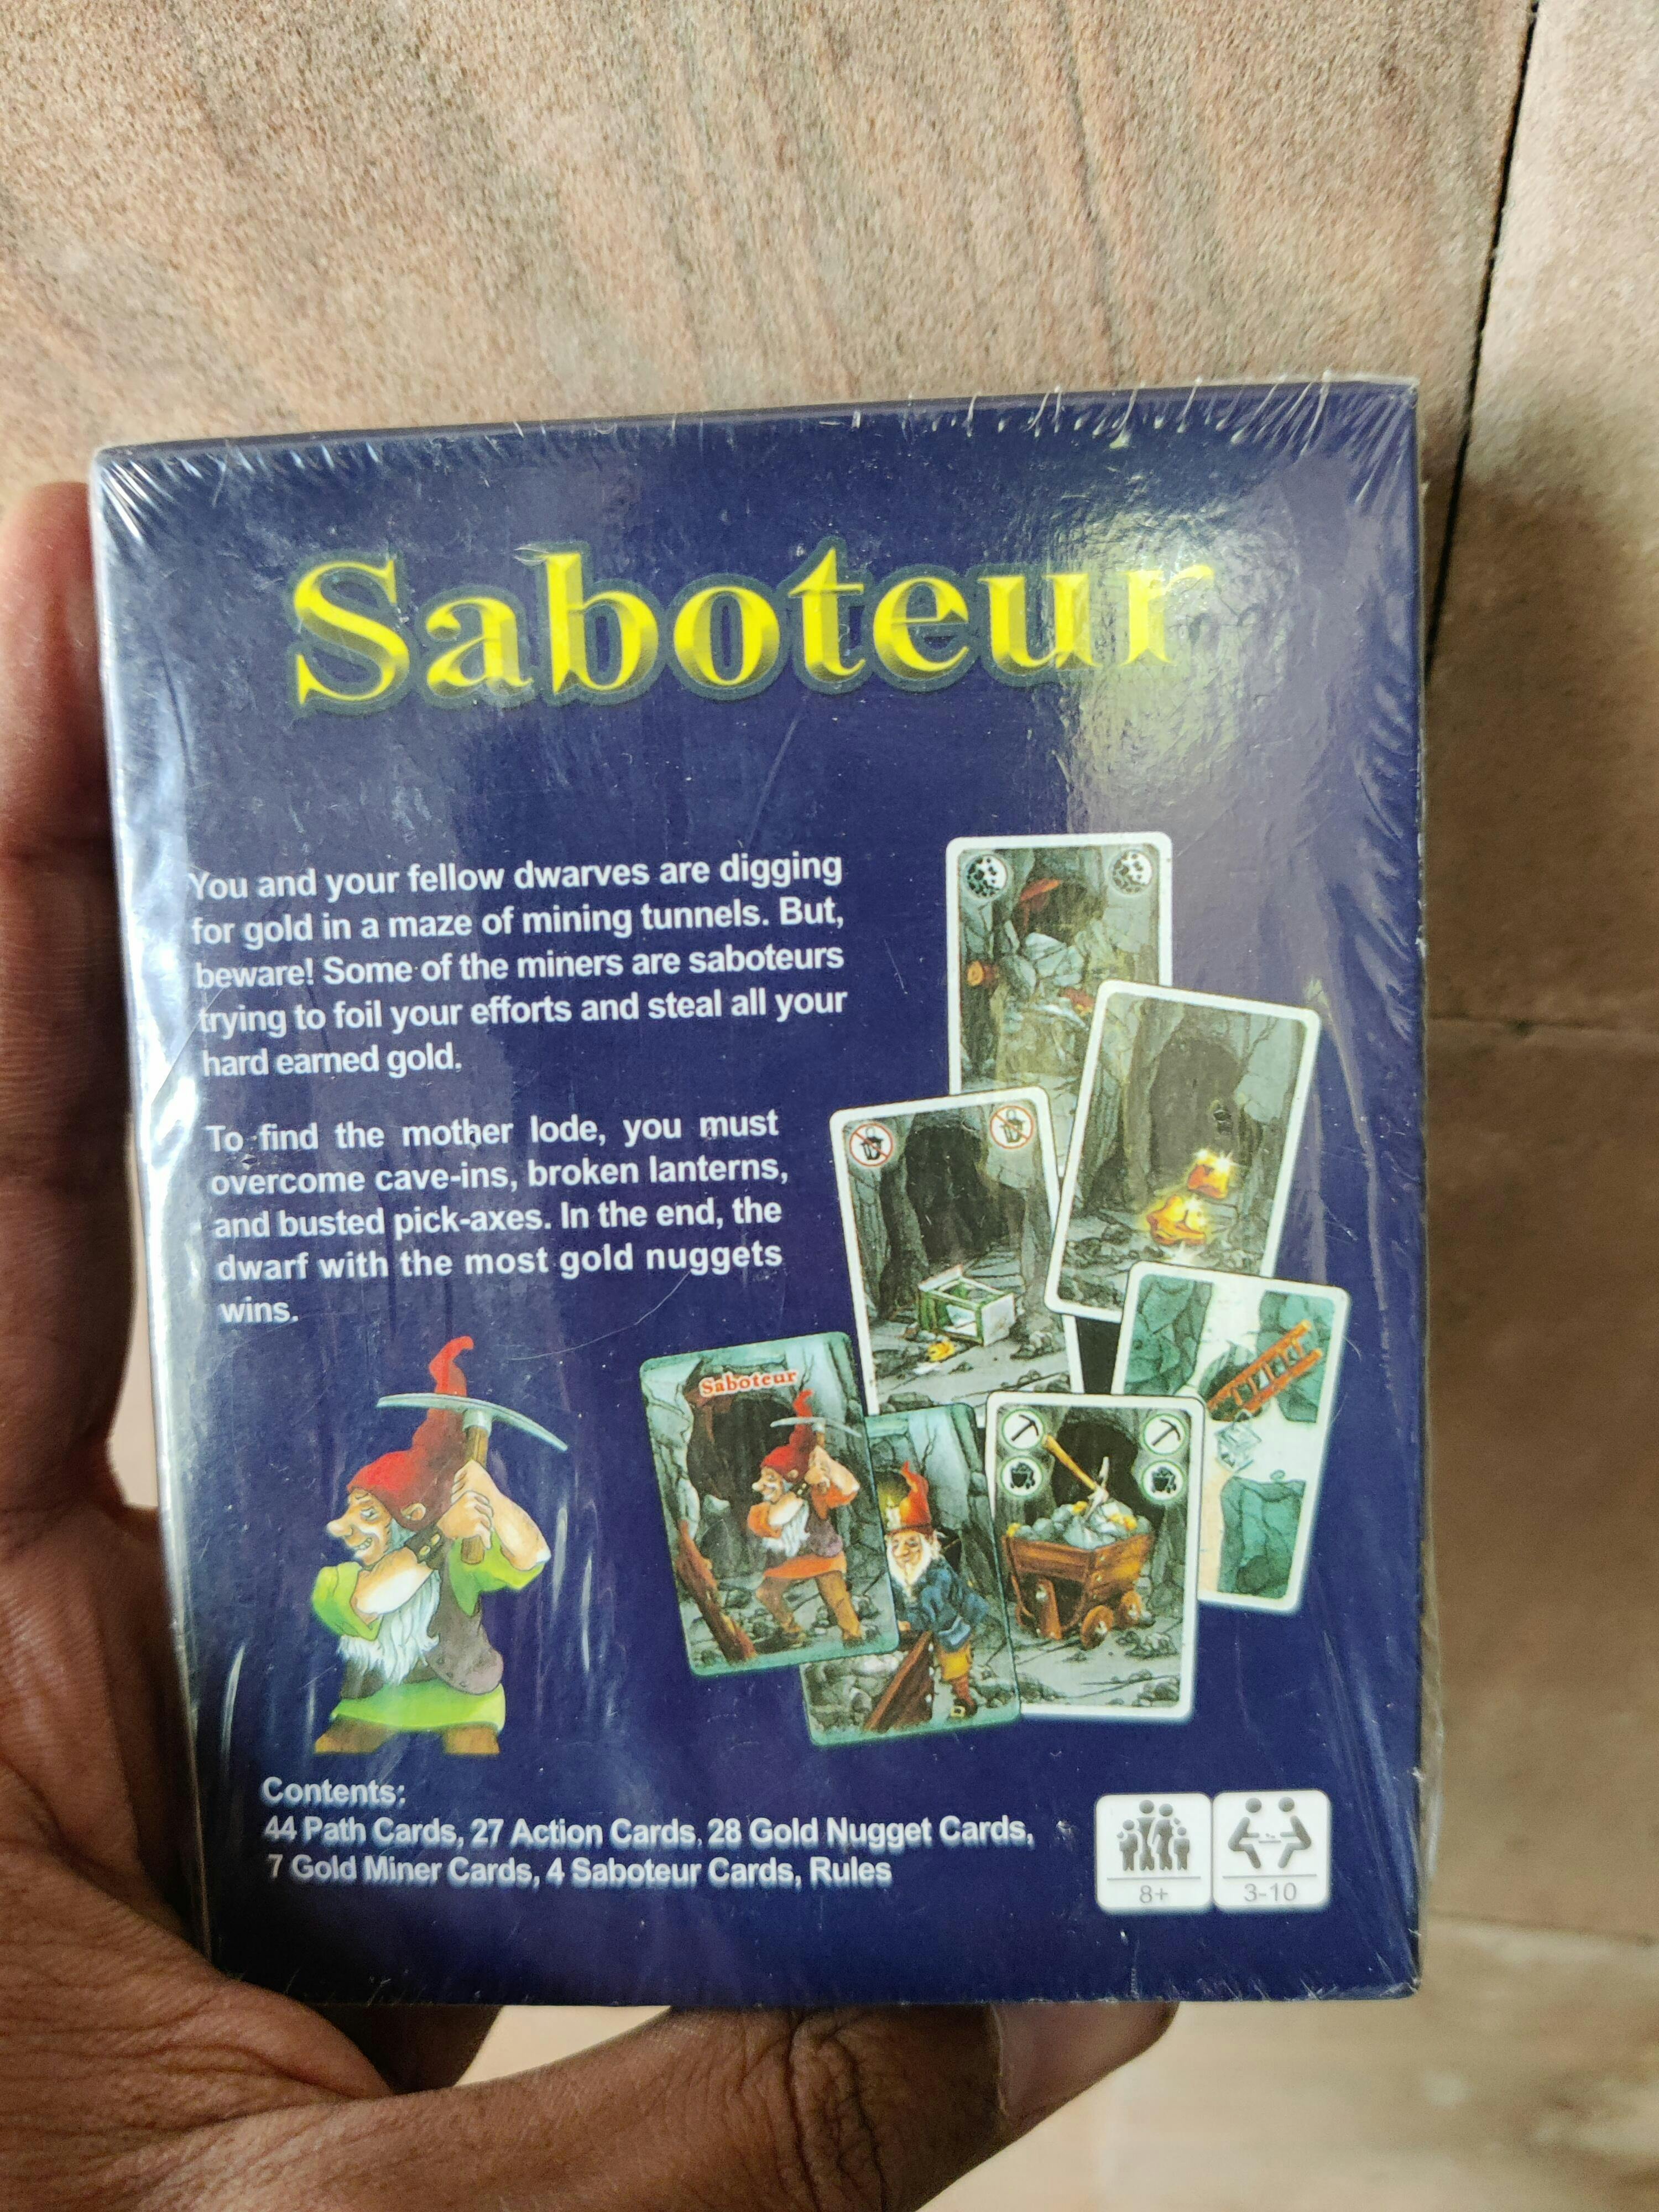 Saboteur
You and your fellow dwarves are digging
for gold in a maze of mining tunnels. But,
beware! Some of the miners are saboteurs
trying to foil your efforts and steal all your
hard earned gold.
To find the mother lode, you must
overcome cave-ins, broken lanterns,
and busted pick-axes. In the end, the
dwarf with the most gold nuggets
wins.
Saboteur
Contents:
44 Path Cards, 27 Action Cards, 28 Gold Nugget Cards,
7 Gold Miner Cards, 4 Saboteur Cards, Rules
8+
3-10